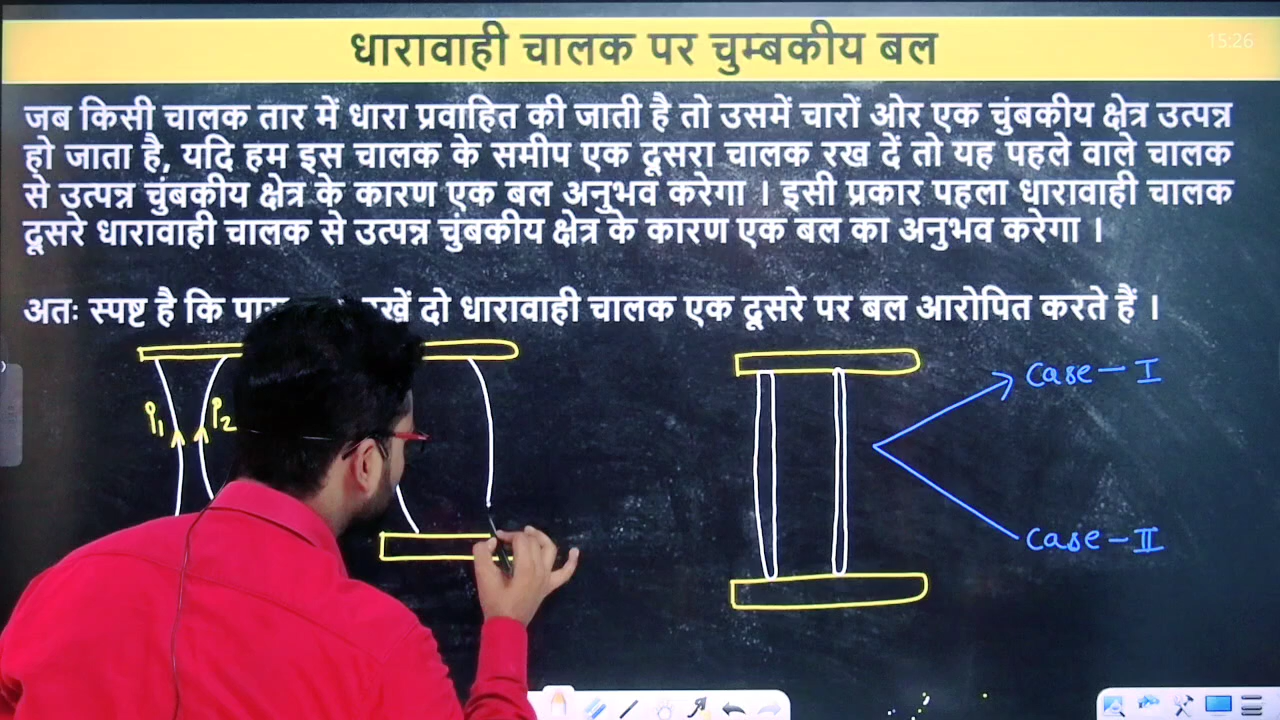 धारावाही चालक पर चुम्बकीय बल
15:26
जब किसी चालक तार में धारा प्रवाहित की जाती है तो उसमें चारों ओर एक चुंबकीय क्षेत्र उत्पन्न
हो जाता है, यदि हम इस चालक के समीप एक दूसरा चालक रख दें तो यह पहले वाले चालक
से उत्पन्न चुंबकीय क्षेत्र के कारण एक बल अनुभव करेगा । इसी प्रकार पहला धारावाही चालक
दूसरे धारावाही चालक से उत्पन्न चुंबकीय क्षेत्र के कारण एक बल का अनुभव करेगा ।
अतः स्पष्ट है कि रखें दो धारावाही चालक एक दूसरे पर बल आरोपित करते हैं ।
i₁ i₂
Case - I
Case - II